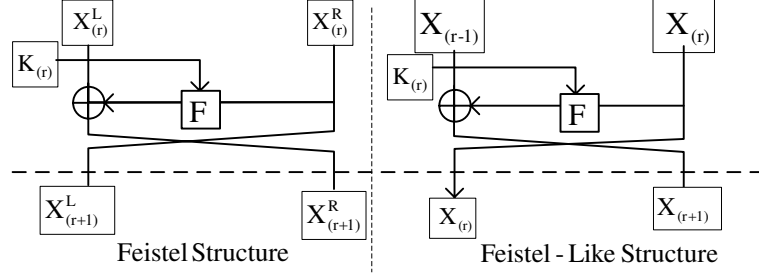 X^L_(r) X^R_(r) X_(r-1) X_(r)
K_(r) K_(r)
F F
X^L_(r+1) X^R_(r+1) X_(r) X_(r+1)
Feistel Structure Feistel - Like Structure